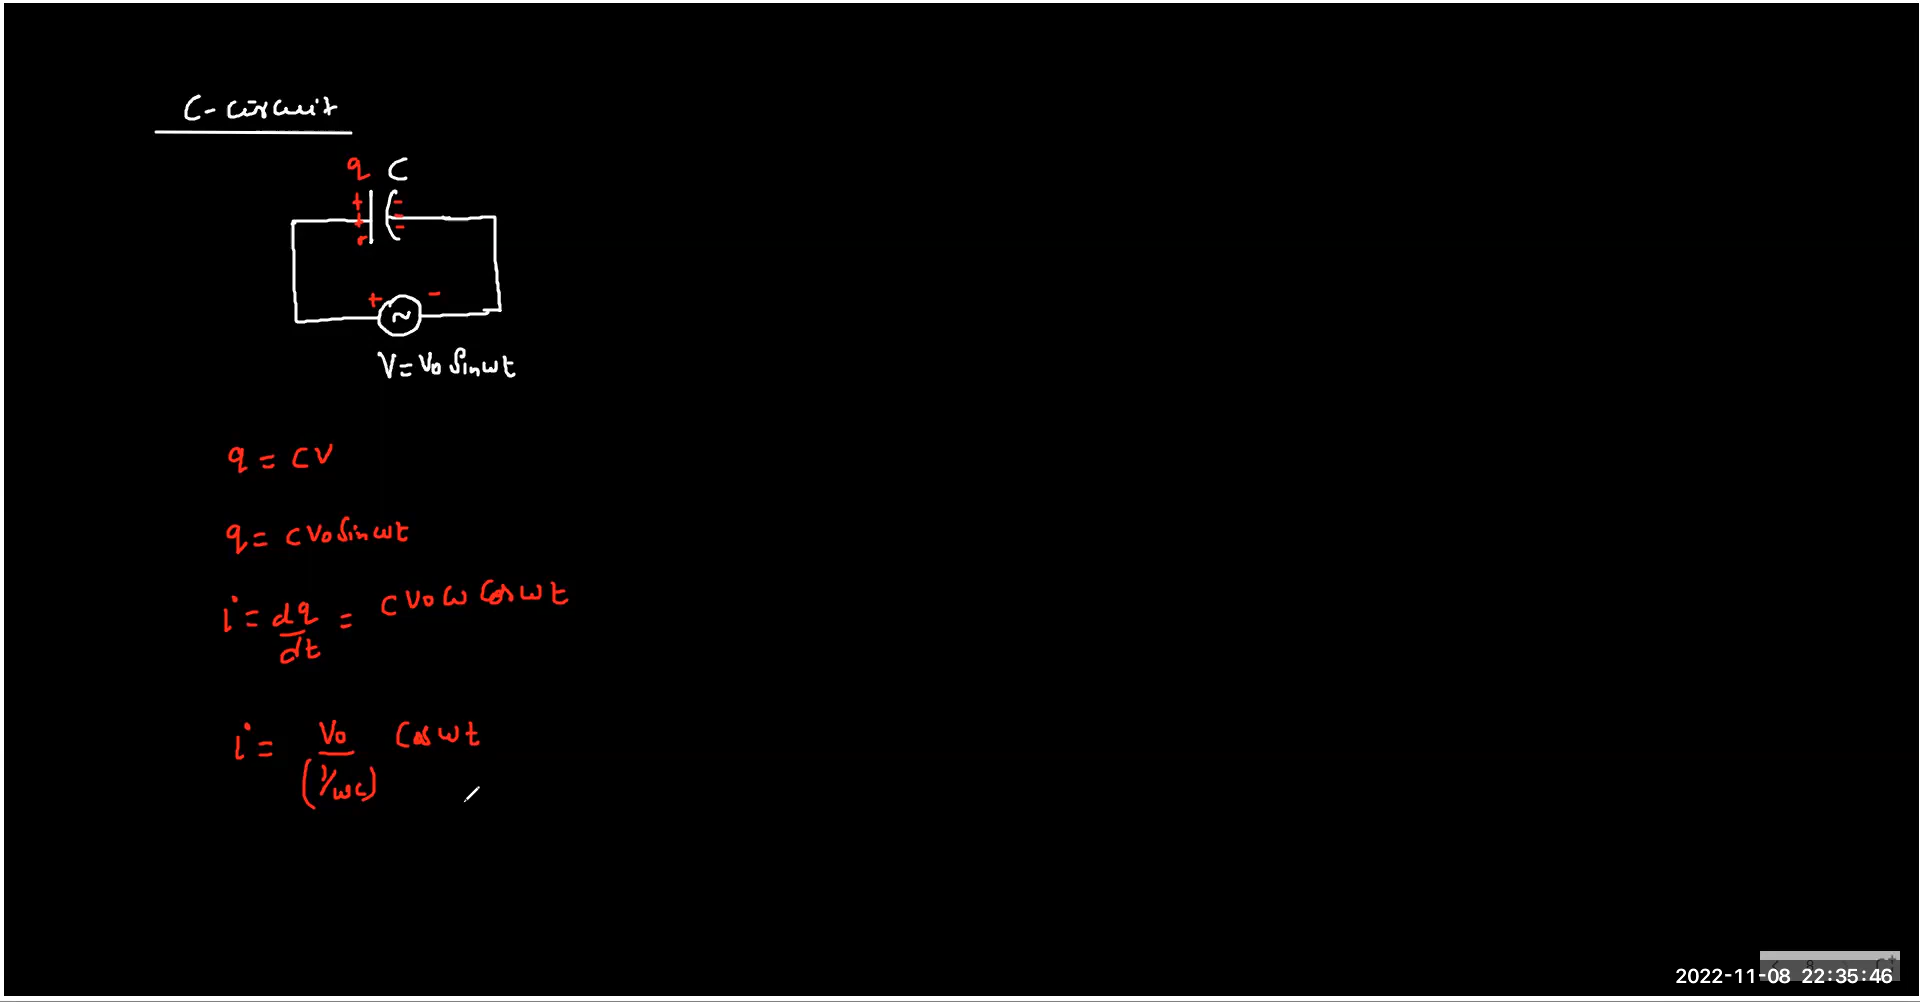 C-circuit
q C
+ -
+ -
-
+ -
~
V=V₀ Sinωt
q = CV
q = CV₀Sinωt
i = dq/dt = CV₀ω Cosωt
i = V₀/(1/ωC) Cosωt
8
2022-11-08 22:35:46